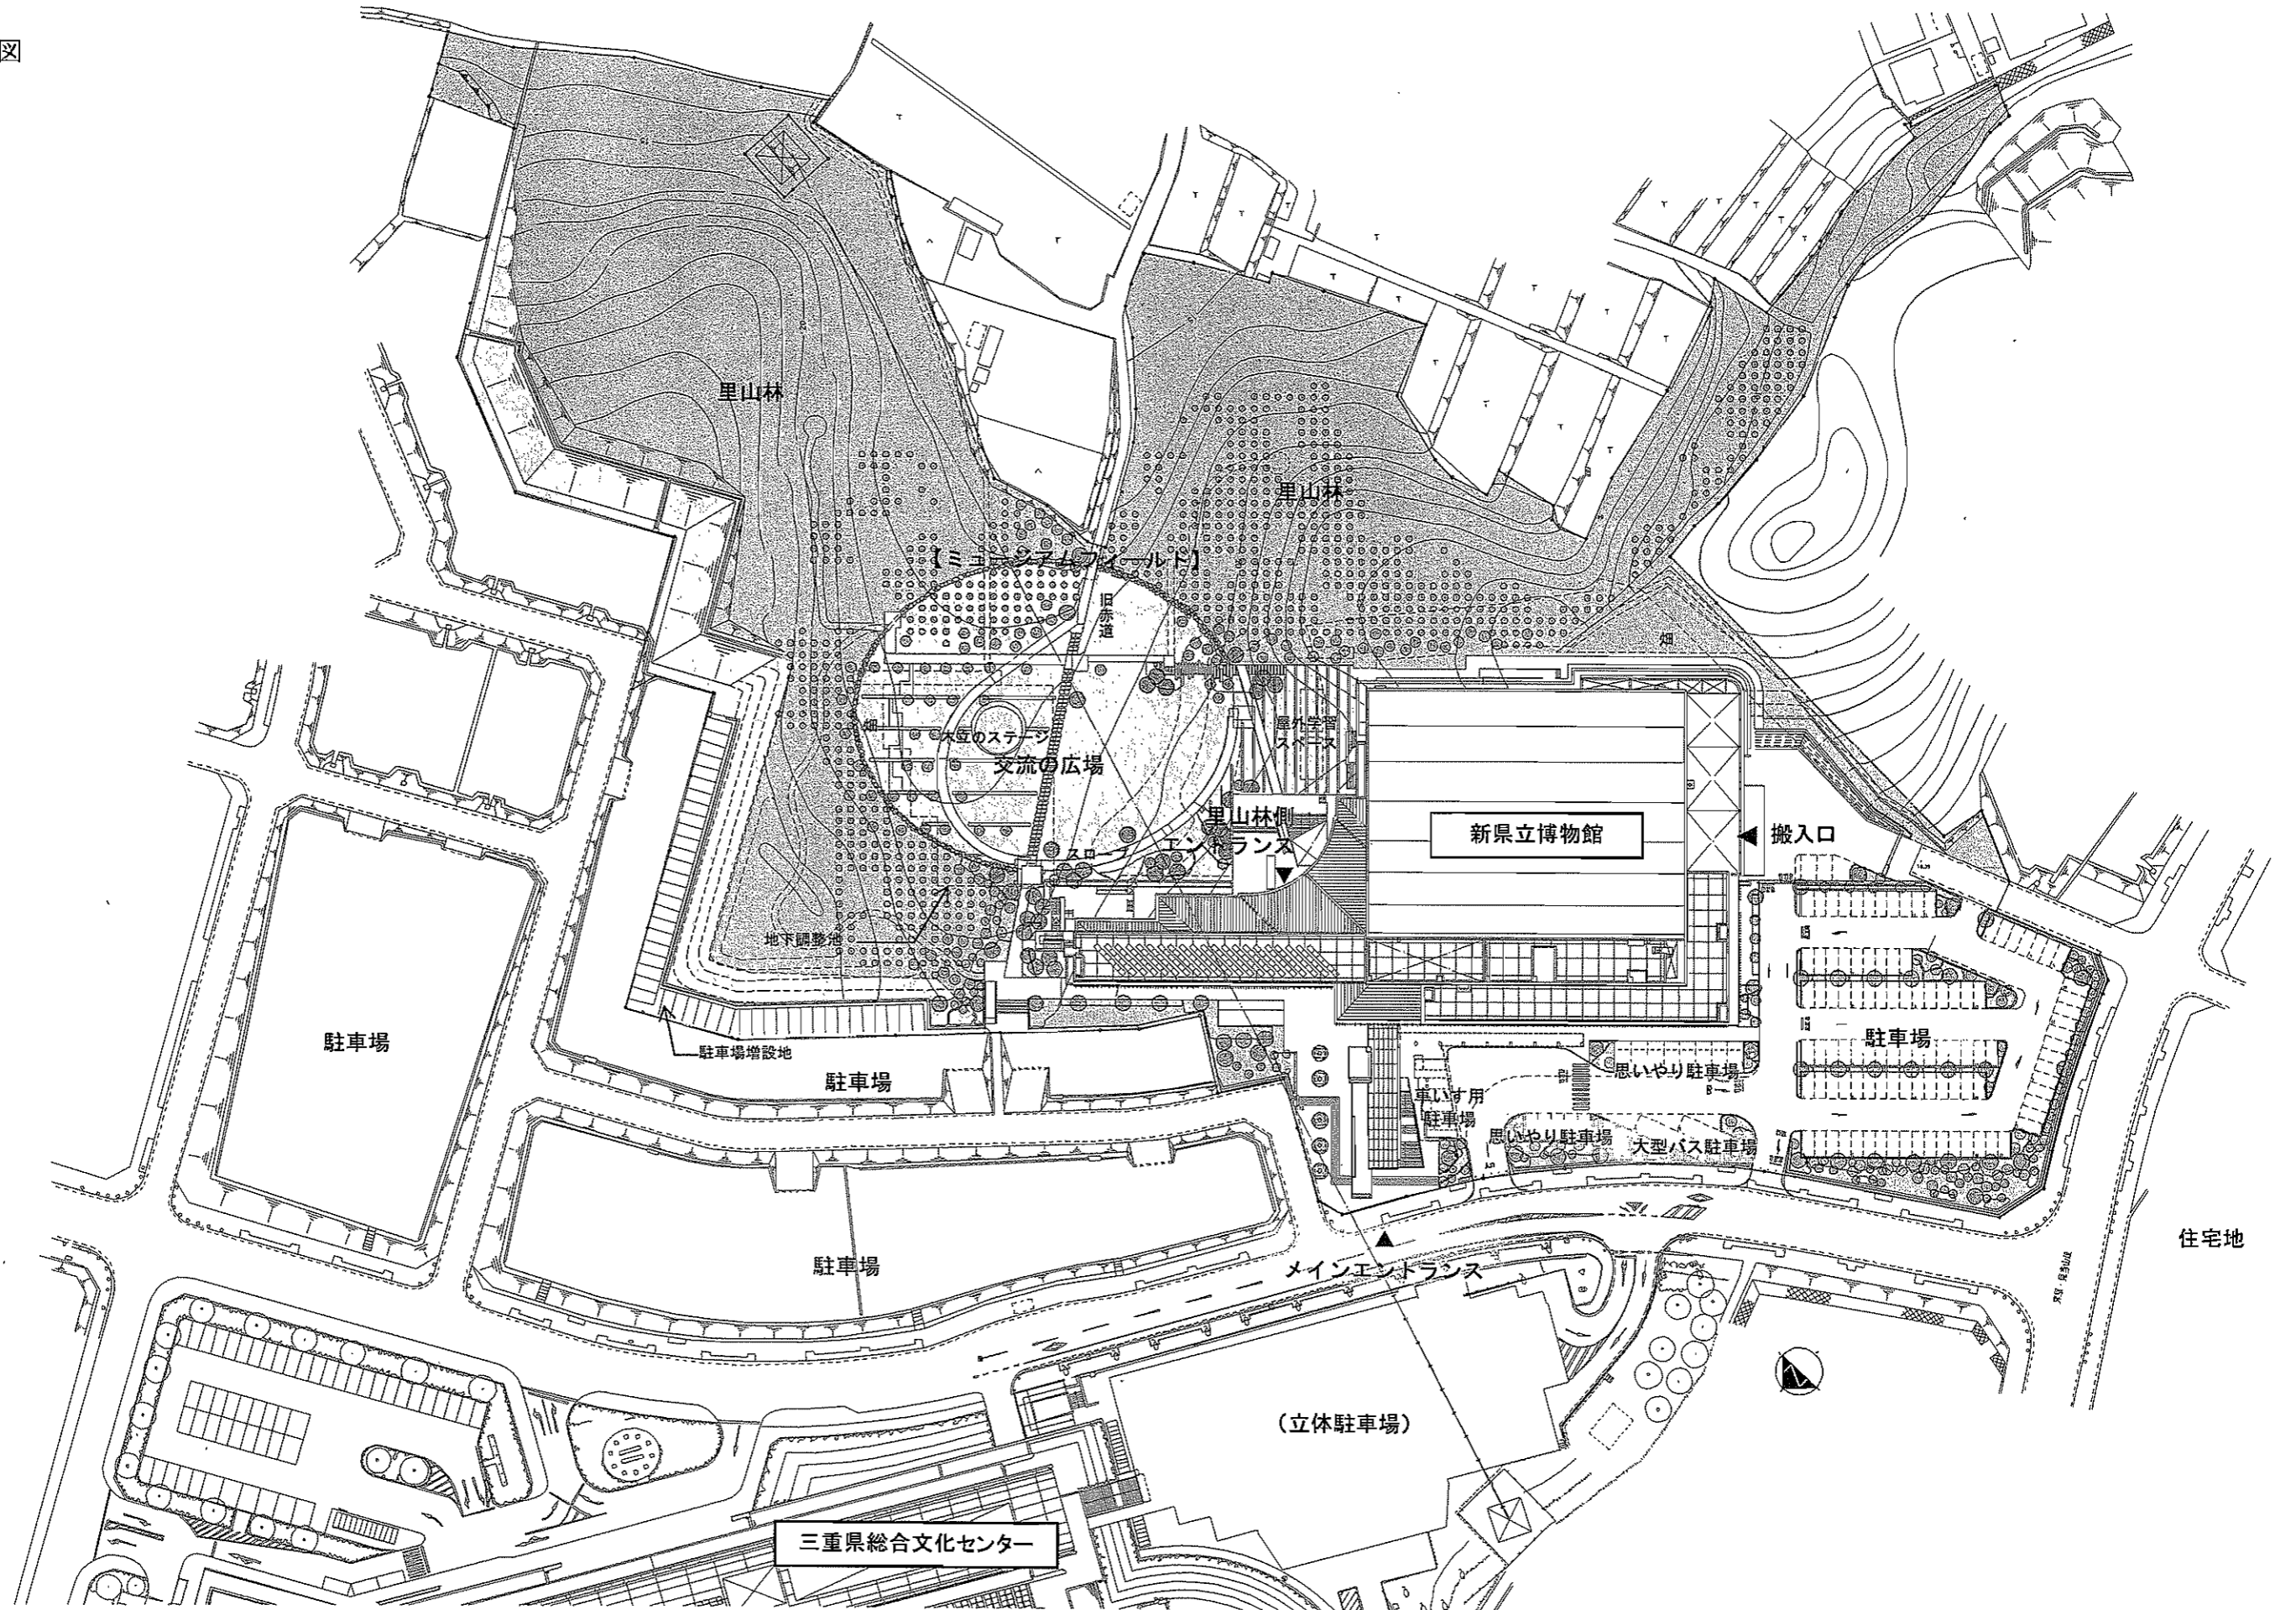 図
里山林
里山林
【ミュージアムフィールド】
旧赤道
畑
畑
木立のステージ
交流の広場
屋外学習
スペース
里山林側
エントランス
スロープ
新県立博物館
搬入口
地下調整池
駐車場増設地
駐車場
駐車場
駐車場
駐車場
思いやり駐車場
車いす用
駐車場
思いやり駐車場
大型バス駐車場
メインエントランス
住宅地
（立体駐車場）
三重県総合文化センター